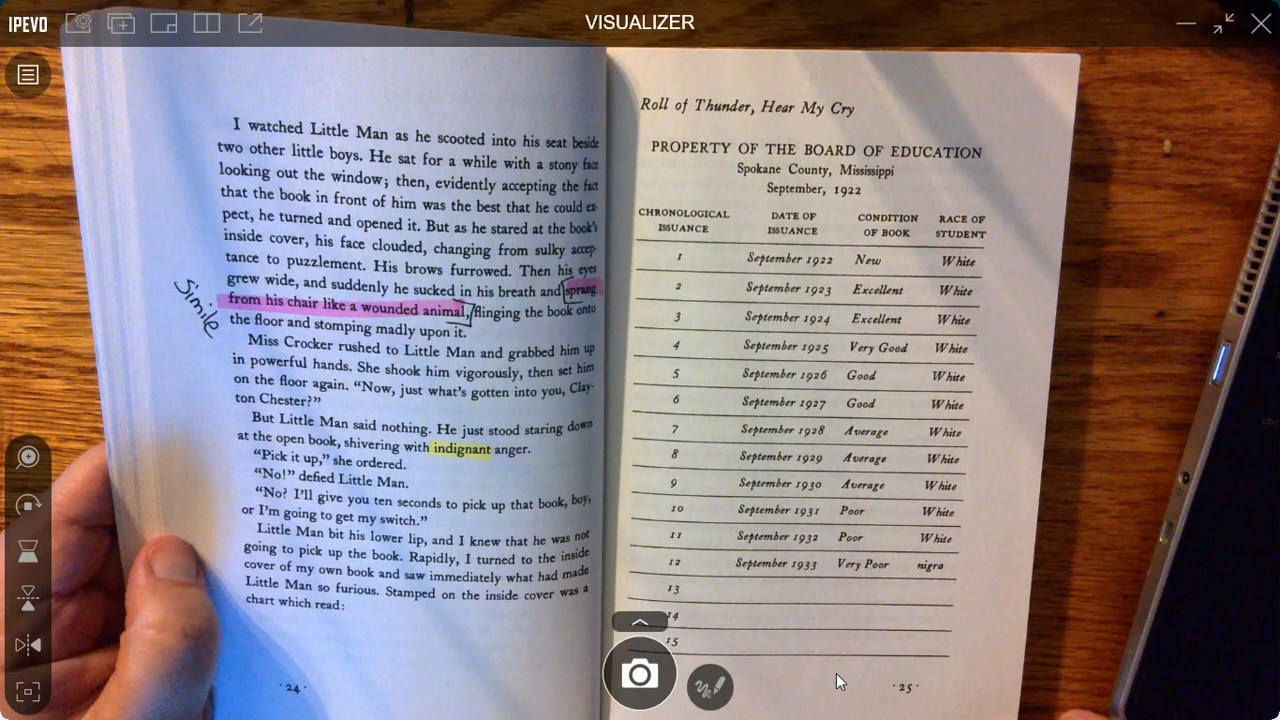 IPEVO
VISUALIZER
I watched Little Man as he scooted into his seat beside
two other little boys. He sat for a while with a stony face
looking out the window; then, evidently accepting the fact
that the book in front of him was the best that he could ex-
pect, he turned and opened it. But as he stared at the book's
inside cover, his face clouded, changing from sulky accep-
tance to puzzlement. His brows furrowed. Then his eyes
grew wide, and suddenly he sucked in his breath and sprang
from his chair like a wounded animal, flinging the book onto
the floor and stomping madly upon it.
Simile
Miss Crocker rushed to Little Man and grabbed him up
in powerful hands. She shook him vigorously, then set him
on the floor again. “Now, just what's gotten into you, Clay-
ton Chester?”
But Little Man said nothing. He just stood staring down
at the open book, shivering with indignant anger.
“Pick it up,” she ordered.
“No!” defied Little Man.
“No? I'll give you ten seconds to pick up that book, boy,
or I'm going to get my switch.”
Little Man bit his lower lip, and I knew that he was not
going to pick up the book. Rapidly, I turned to the inside
cover of my own book and saw immediately what had made
Little Man so furious. Stamped on the inside cover was a
chart which read:
· 24 ·
Roll of Thunder, Hear My Cry
PROPERTY OF THE BOARD OF EDUCATION
Spokane County, Mississippi
September, 1922
CHRONOLOGICAL DATE OF CONDITION RACE OF
ISSUANCE ISSUANCE OF BOOK STUDENT
1 September 1922 New White
2 September 1923 Excellent White
3 September 1924 Excellent White
4 September 1925 Very Good White
5 September 1926 Good White
6 September 1927 Good White
7 September 1928 Average White
8 September 1929 Average White
9 September 1930 Average White
10 September 1931 Poor White
11 September 1932 Poor White
12 September 1933 Very Poor nigra
13
14
15
· 25 ·